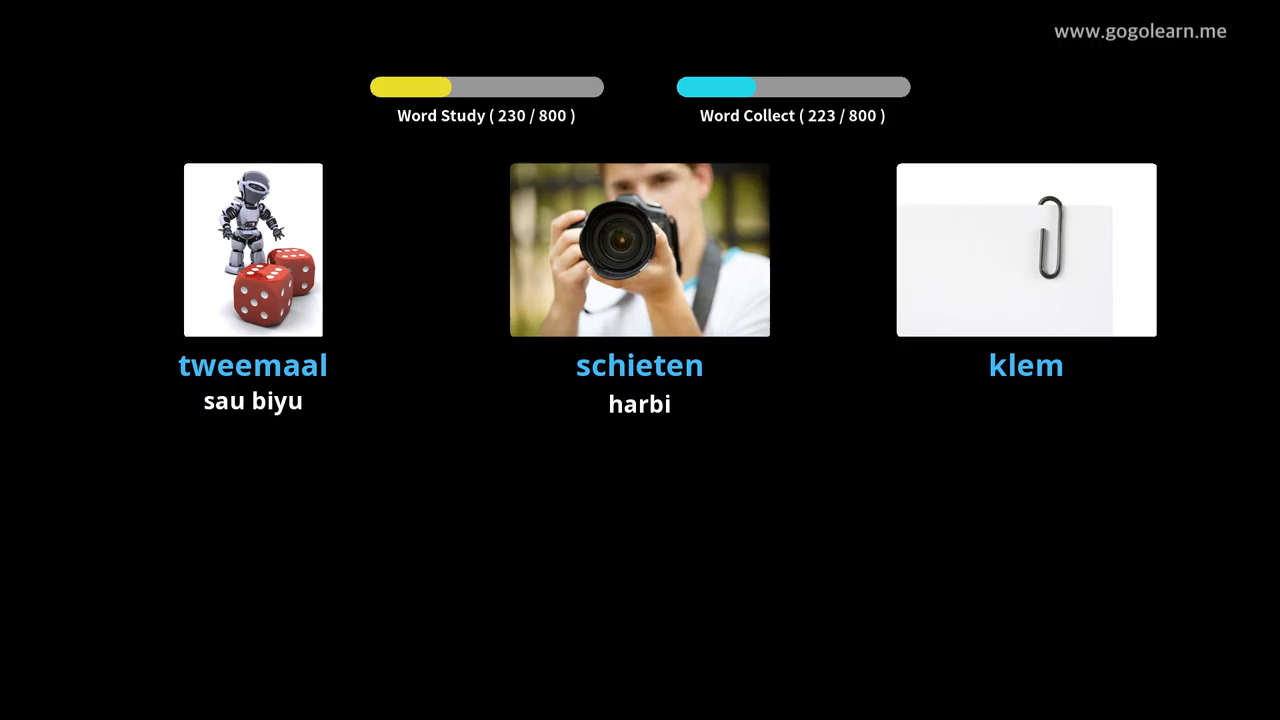 www.gogolearn.me
Word Study ( 230 / 800 )
Word Collect ( 223 / 800 )
tweemaal
sau biyu
schieten
harbi
klem